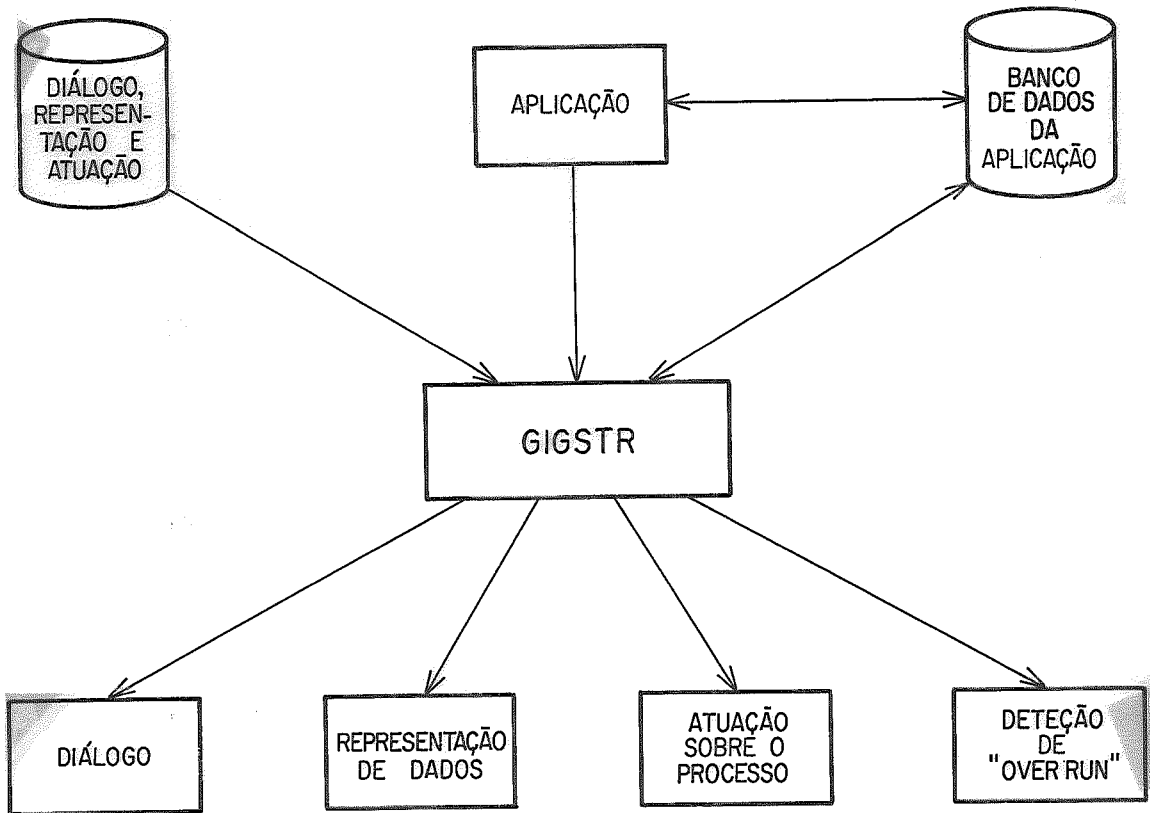 DIÁLOGO,
REPRESEN-
TAÇÃO E
ATUAÇÃO
APLICAÇÃO
BANCO
DE DADOS
DA
APLICAÇÃO
GIGSTR
DIÁLOGO
REPRESENTAÇÃO
DE DADOS
ATUAÇÃO
SOBRE O
PROCESSO
DETEÇÃO
DE
"OVER RUN"